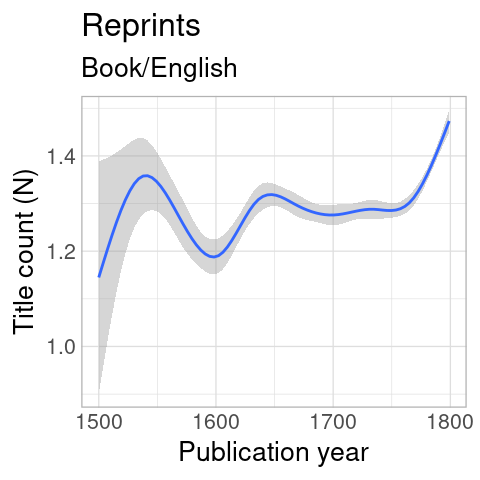 Reprints
Book/English
Title count (N)
1.4
1.2
1.0
1500 1600 1700 1800
Publication year